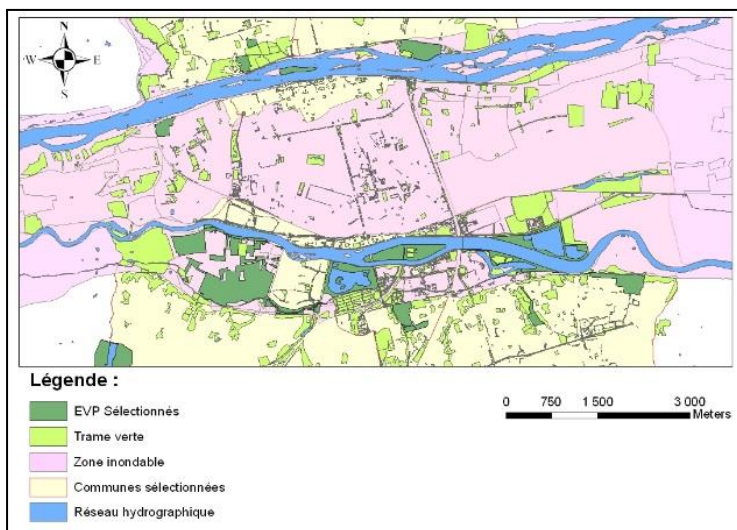 N
W E
S
Légende :
EVP Sélectionnés
Trame verte
Zone inondable
Communes sélectionnées
Réseau hydrographique
0 750 1 500 3 000
Meters